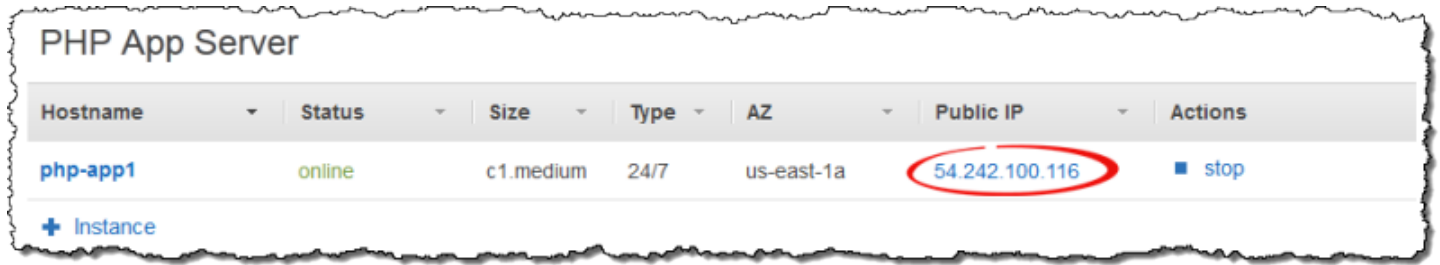 PHP App Server
Hostname Status Size Type AZ Public IP Actions
php-app1 online c1.medium 24/7 us-east-1a 54.242.100.116 stop
Instance